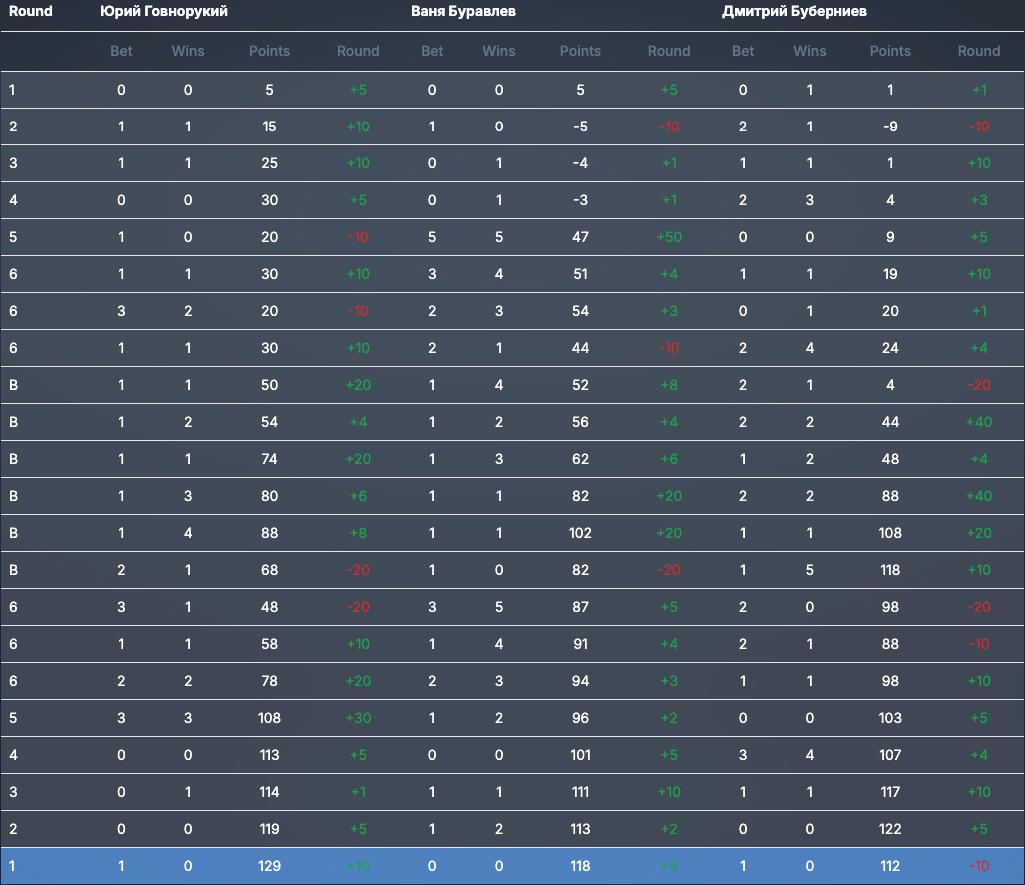 Round Юрий Говнорукий Ваня Буравлев Дмитрий Буберниев
Bet Wins Points Round Bet Wins Points Round Bet Wins Points Round
1 0 0 5 +5 0 0 5 +5 0 1 1 +1
2 1 1 15 +10 1 0 -5 -10 2 1 -9 -10
3 1 1 25 +10 0 1 -4 +1 1 1 1 +10
4 0 0 30 +5 0 1 -3 +1 2 3 4 +3
5 1 0 20 -10 5 5 47 +50 0 0 9 +5
6 1 1 30 +10 3 4 51 +4 1 1 19 +10
6 3 2 20 -10 2 3 54 +3 0 1 20 +1
6 1 1 30 +10 2 1 44 -10 2 4 24 +4
B 1 1 50 +20 1 4 52 +8 2 1 4 -20
B 1 2 54 +4 1 2 56 +4 2 2 44 +40
B 1 1 74 +20 1 3 62 +6 1 2 48 +4
B 1 3 80 +6 1 1 82 +20 2 2 88 +40
B 1 4 88 +8 1 1 102 +20 1 1 108 +20
B 2 1 68 -20 1 0 82 -20 1 5 118 +10
6 3 1 48 -20 3 5 87 +5 2 0 98 -20
6 1 1 58 +10 1 4 91 +4 2 1 88 -10
6 2 2 78 +20 2 3 94 +3 1 1 98 +10
5 3 3 108 +30 1 2 96 +2 0 0 103 +5
4 0 0 113 +5 0 0 101 +5 3 4 107 +4
3 0 1 114 +1 1 1 111 +10 1 1 117 +10
2 0 0 119 +5 1 2 113 +2 0 0 122 +5
1 1 0 129 +10 0 0 118 +5 1 0 112 -10